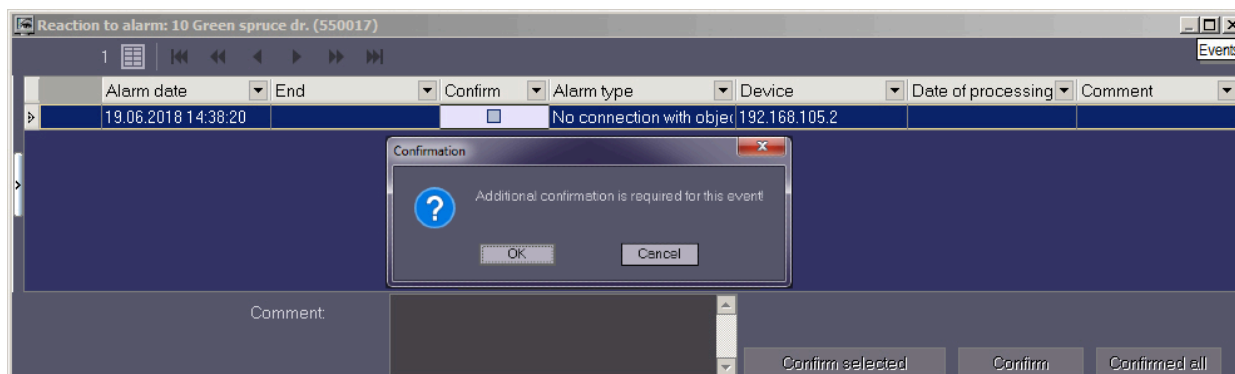 Reaction to alarm: 10 Green spruce dr. (550017)
1
Events
Alarm date End Confirm Alarm type Device Date of processing Comment
19.06.2018 14:38:20 No connection with objec 192.168.105.2
Confirmation
Additional confirmation is required for this event!
OK Cancel
Comment:
Confirm selected Confirm Confirmed all